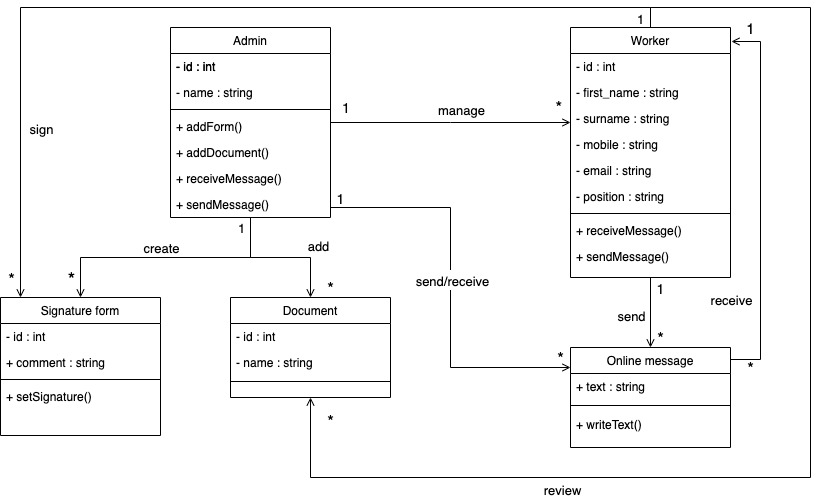 1
Admin
- id : int
- name : string
+ addForm()
+ addDocument()
+ receiveMessage()
+ sendMessage()
1
manage
*
Worker
- id : int
- first_name : string
- surname : string
- mobile : string
- email : string
- position : string
+ receiveMessage()
+ sendMessage()
1
sign
1
1
create
add
*
*
*
send/receive
1
send
*
receive
Signature form
- id : int
+ comment : string
+ setSignature()
Document
- id : int
- name : string
*
Online message
+ text : string
+ writeText()
*
*
review